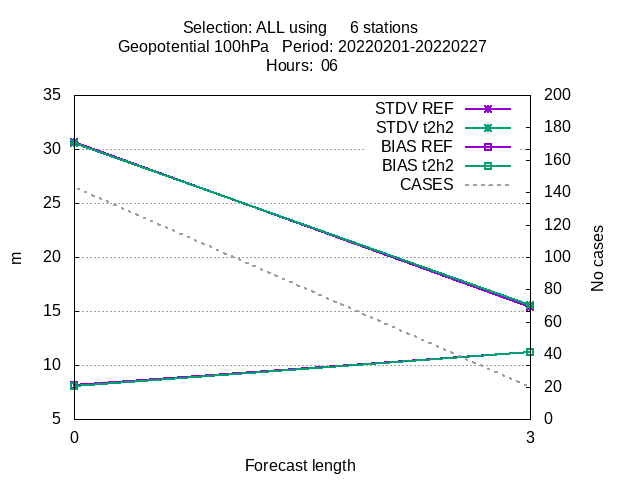 Selection: ALL using     6 stations
Geopotential 100hPa   Period: 20220201-20220227
Hours:  06
35
30
25
20
15
10
5
200
180
160
140
120
100
80
60
40
20
0
STDV REF
STDV t2h2
BIAS REF
BIAS t2h2
CASES
m
No cases
0
3
Forecast length